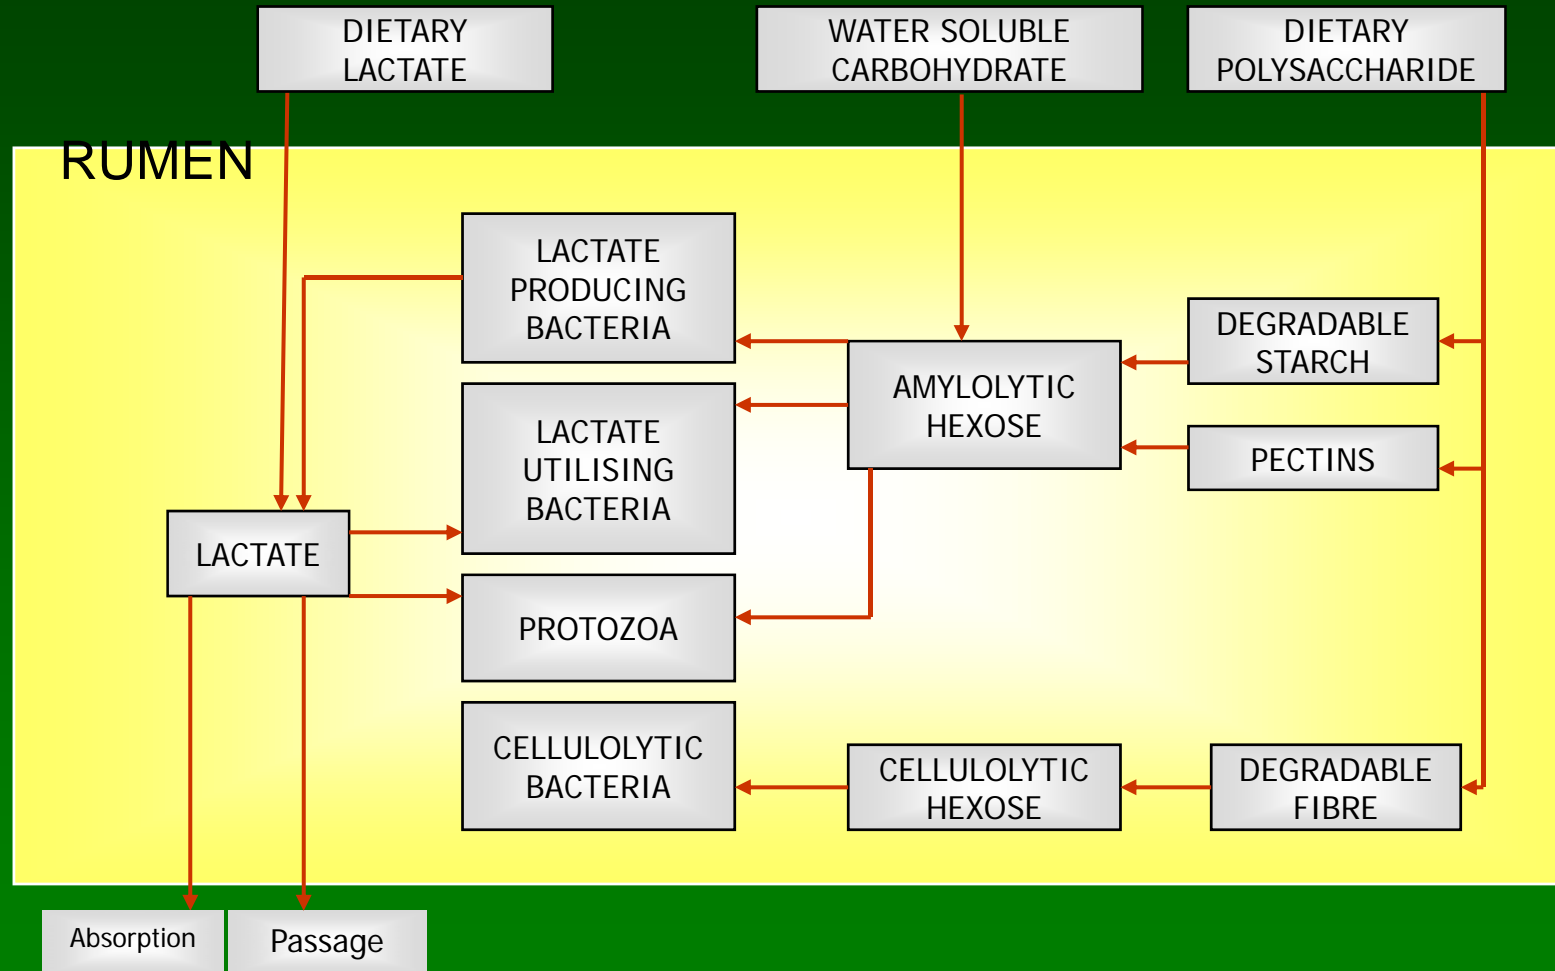 DIETARY
LACTATE
WATER SOLUBLE
CARBOHYDRATE
DIETARY
POLYSACCHARIDE
RUMEN
LACTATE
PRODUCING
BACTERIA
DEGRADABLE
STARCH
AMYLOLYTIC
HEXOSE
LACTATE
UTILISING
BACTERIA
PECTINS
LACTATE
PROTOZOA
CELLULOLYTIC
BACTERIA
CELLULOLYTIC
HEXOSE
DEGRADABLE
FIBRE
Absorption
Passage